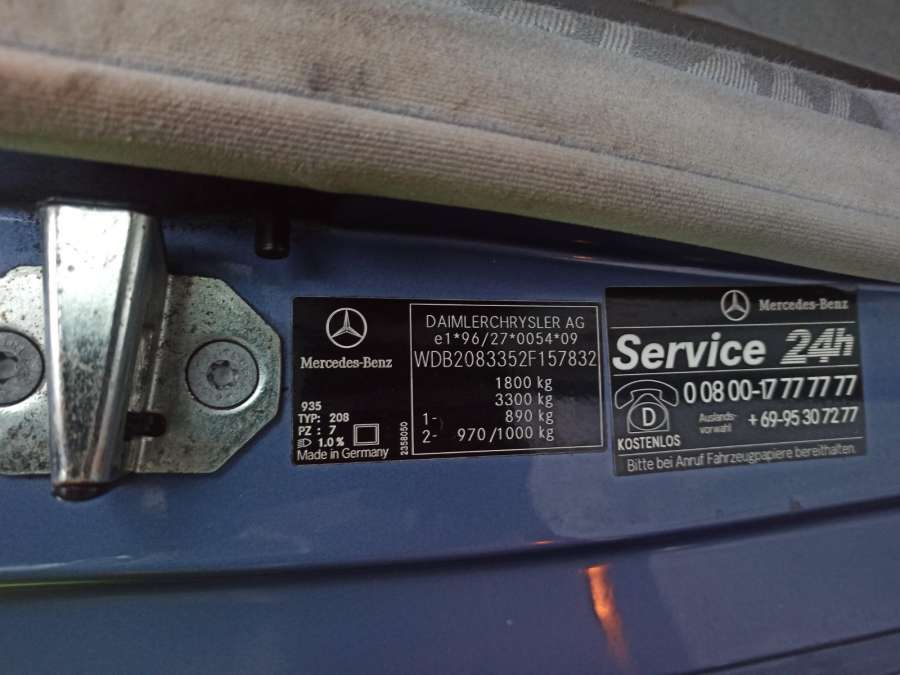 Mercedes-Benz
935
TYP: 208
PZ : 7
1.0 %
Made in Germany
2358050
DAIMLERCHRYSLER AG
e1*96/27*0054*09
WDB2083352F157832
1800 kg
3300 kg
1- 890 kg
2- 970/1000 kg
Mercedes-Benz
Service 24h
D
KOSTENLOS
0 08 00-17 77 77 77
Auslands-
vorwahl
+69-95 30 72 77
Bitte bei Anruf Fahrzeugpapiere bereithalten.